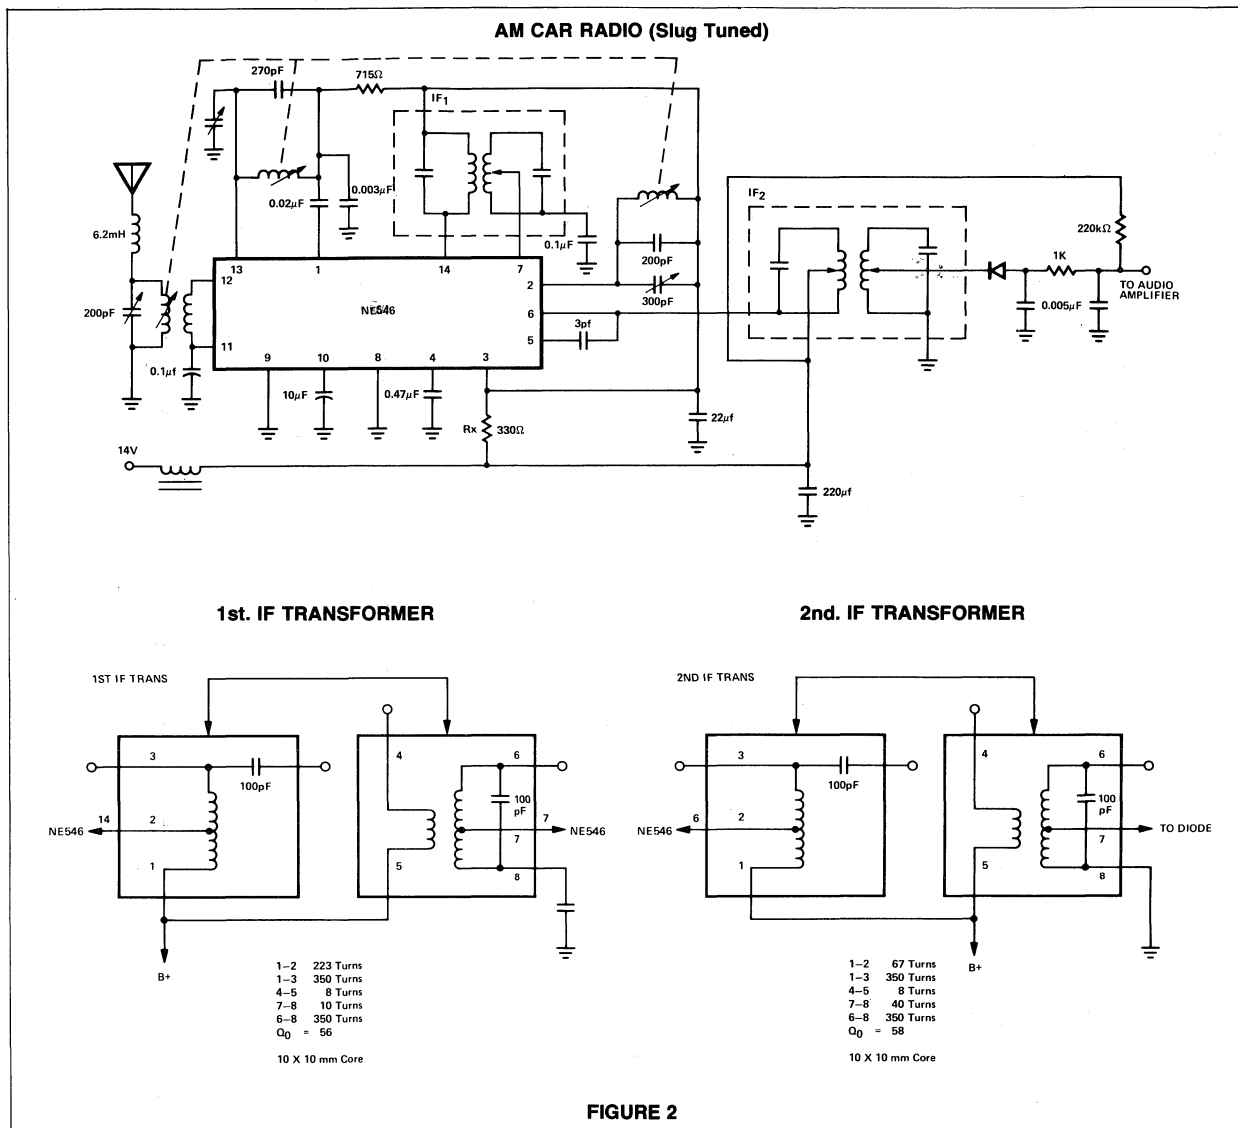 AM CAR RADIO (Slug Tuned)
270pF
715Ω
IF1
0.003μF
0.02μF
6.2mH
0.1μF
200pF
300pF
IF2
220kΩ
1K
TO AUDIO
AMPLIFIER
0.005μF
13
1
14
7
12
2
200pF
NE546
6
3pf
11
5
0.1μf
9
10
8
4
3
10μF
0.47μF
Rx
330Ω
22μf
14V
220μf
1st. IF TRANSFORMER
2nd. IF TRANSFORMER
1ST IF TRANS
3
100pF
14
NE546
2
1
4
5
6
100
pF
7
7
NE546
8
B+
1–2 223 Turns
1–3 350 Turns
4–5 8 Turns
7–8 10 Turns
6–8 350 Turns
Q0 = 56
10 X 10 mm Core
2ND IF TRANS
3
100pF
6
NE546
2
1
4
5
6
100
pF
7
TO DIODE
8
B+
1–2 67 Turns
1–3 350 Turns
4–5 8 Turns
7–8 40 Turns
6–8 350 Turns
Q0 = 58
10 X 10 mm Core
FIGURE 2